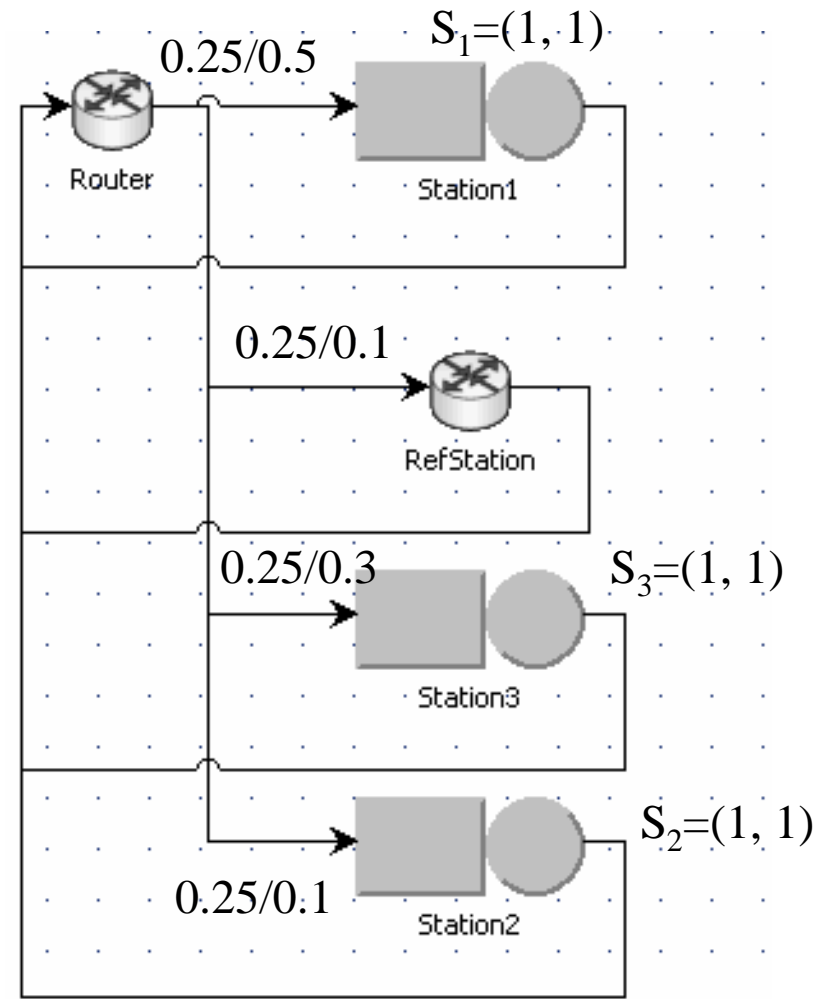 S₁=(1, 1)
0.25/0.5
Router
Station1
0.25/0.1
RefStation
0.25/0.3
S₃=(1, 1)
Station3
S₂=(1, 1)
0.25/0.1
Station2